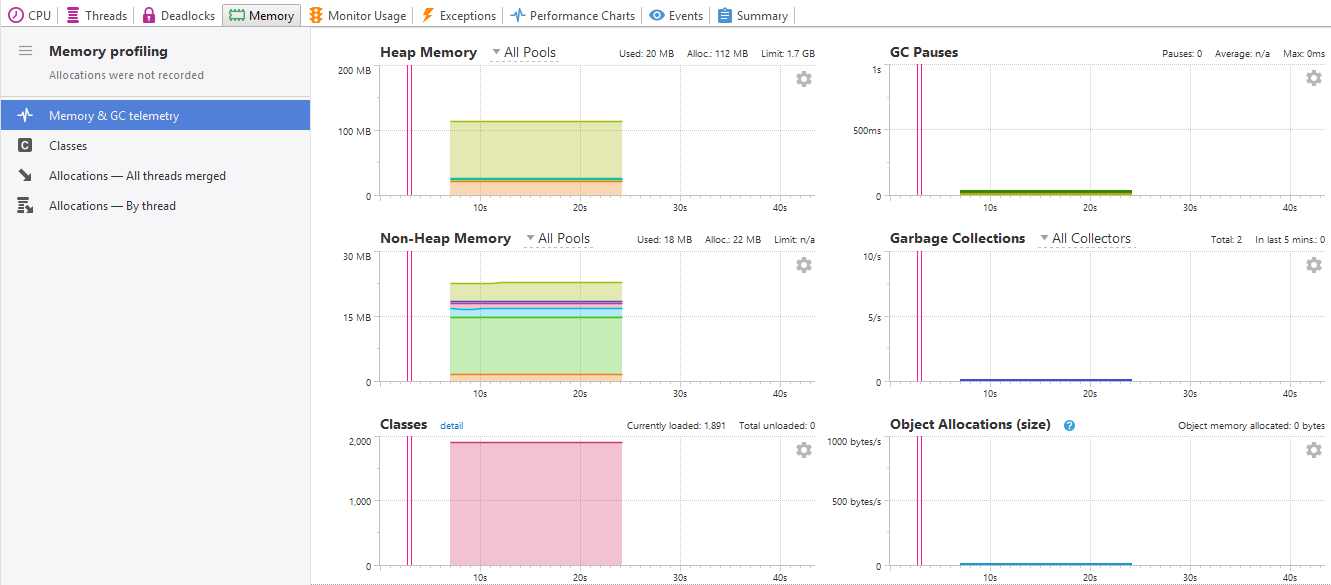 CPU Threads Deadlocks Memory Monitor Usage Exceptions Performance Charts Events Summary
Memory profiling
Allocations were not recorded
Memory & GC telemetry
C Classes
Allocations — All threads merged
Allocations — By thread
Heap Memory All Pools Used: 20 MB Alloc.: 112 MB Limit: 1.7 GB
200 MB
100 MB
0
10s 20s 30s 40s
GC Pauses Pauses: 0 Average: n/a Max: 0ms
1s
500ms
0
10s 20s 30s 40s
Non-Heap Memory All Pools Used: 18 MB Alloc.: 22 MB Limit: n/a
30 MB
15 MB
0
10s 20s 30s 40s
Garbage Collections All Collectors Total: 2 In last 5 mins.: 0
10/s
5/s
0
10s 20s 30s 40s
Classes detail Currently loaded: 1,891 Total unloaded: 0
2,000
1,000
0
10s 20s 30s 40s
Object Allocations (size) ? Object memory allocated: 0 bytes
1000 bytes/s
500 bytes/s
0
10s 20s 30s 40s